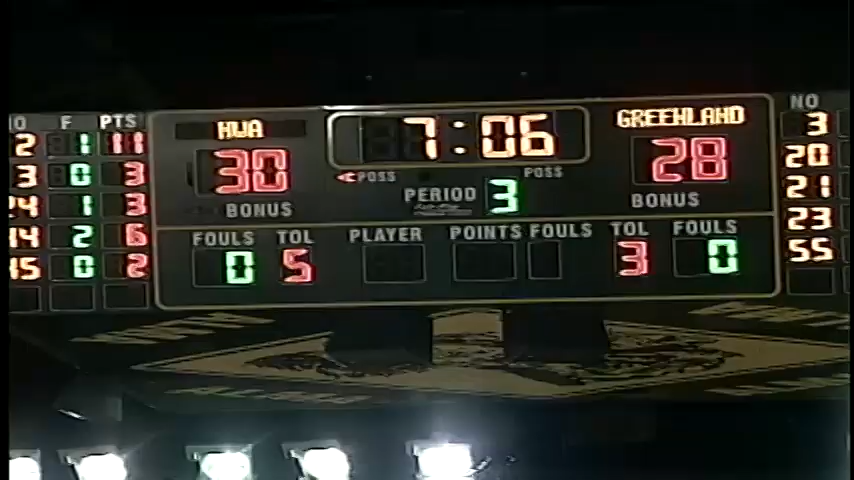 NO
F PTS
HWA
7:06
GREENLAND
NO
2 1 11
30
POSS
POSS
28
3
3 0 3
BONUS
PERIOD 3
BONUS
20
24 1 3
21
FOULS TOL PLAYER POINTS FOULS TOL FOULS
14 2 6
23
0 5 3 0
45 0 2
55